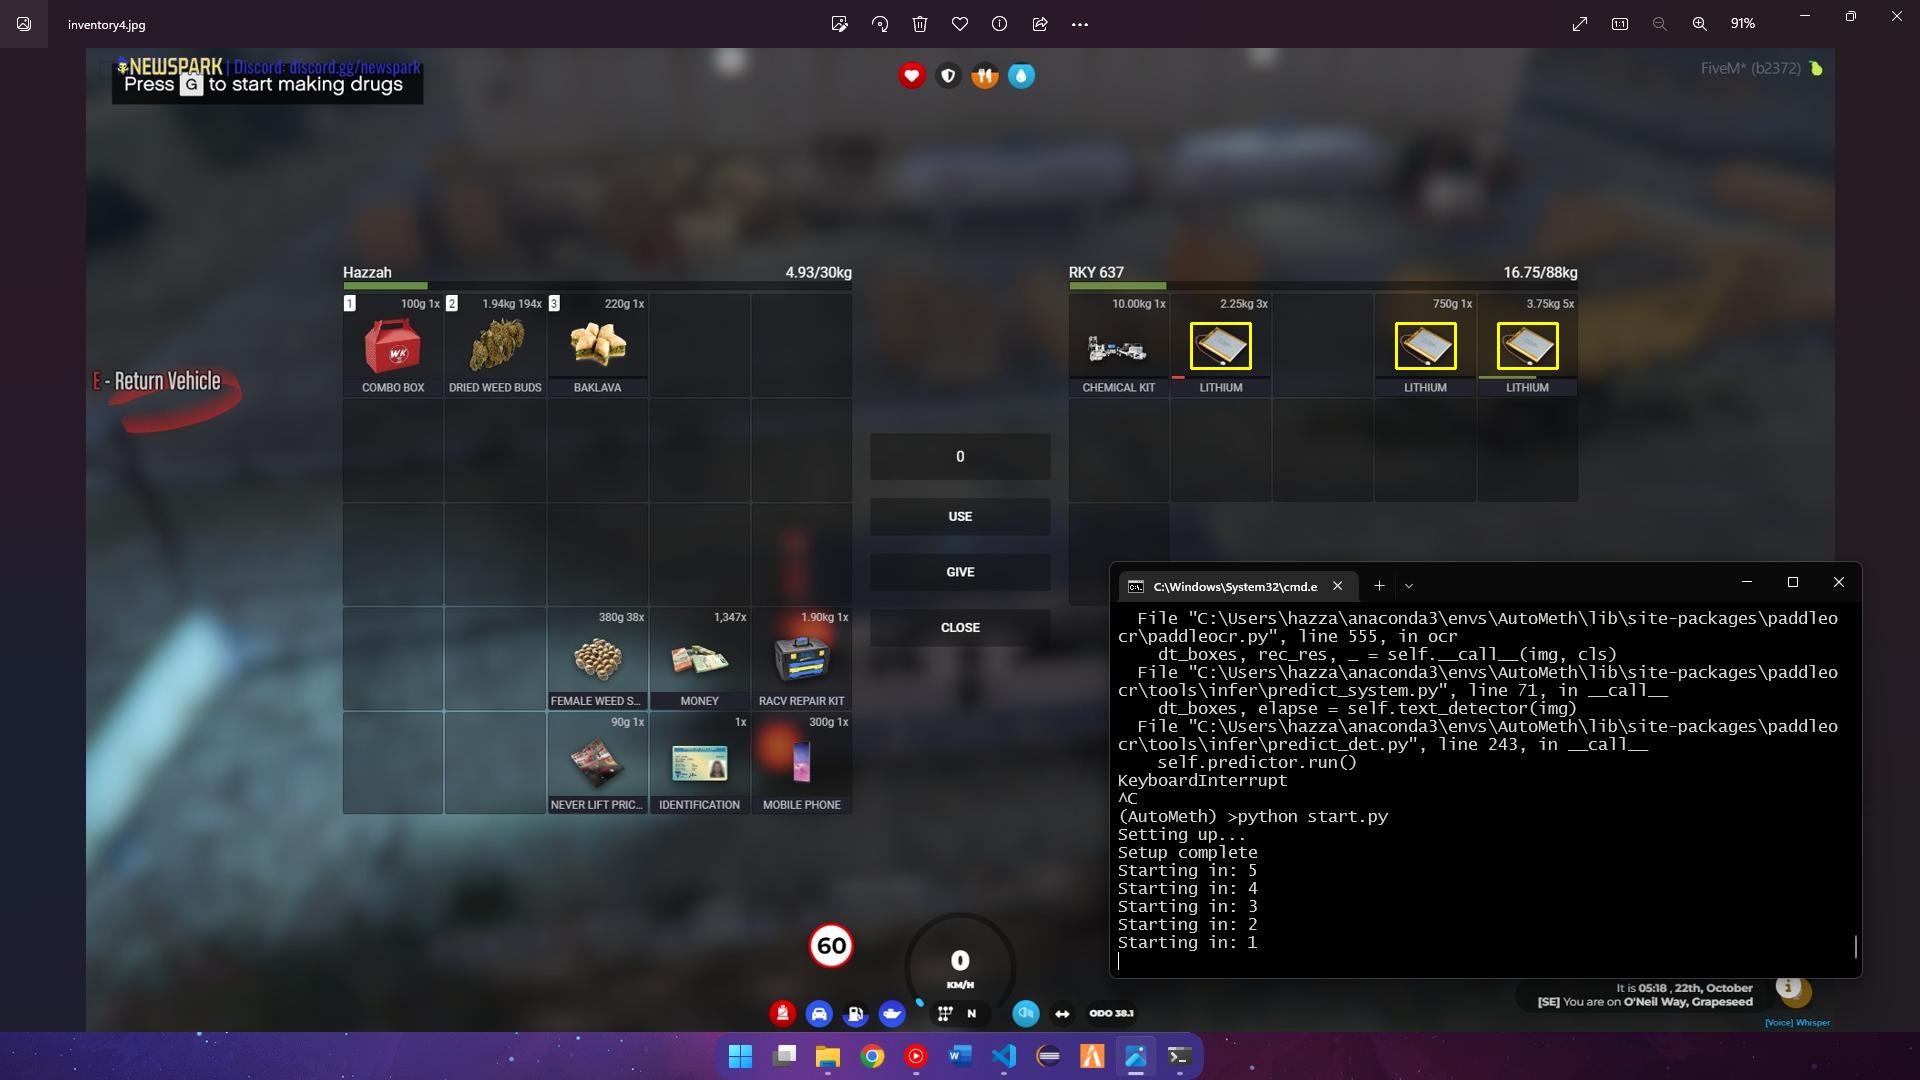 inventory4.jpg
91%
NEWSPARK | Discord: discord.gg/newspark
Press G to start making drugs
FiveM* (b2372)
Hazzah 4.93/30kg
RKY 637 16.75/88kg
1 100g 1x 2 1.94kg 194x 3 220g 1x
10.00kg 1x 2.25kg 3x 750g 1x 3.75kg 5x
WK
COMBO BOX DRIED WEED BUDS BAKLAVA
CHEMICAL KIT LITHIUM LITHIUM LITHIUM
E - Return Vehicle
0
USE
GIVE
CLOSE
380g 38x 1,347x 1.90kg 1x
FEMALE WEED S... MONEY RACV REPAIR KIT
90g 1x 1x 300g 1x
NEVER LIFT PRIC... IDENTIFICATION MOBILE PHONE
C:\Windows\System32\cmd.e
File "C:\Users\hazza\anaconda3\envs\AutoMeth\lib\site-packages\paddleo
cr\paddleocr.py", line 555, in ocr
dt_boxes, rec_res, _ = self.__call__(img, cls)
File "C:\Users\hazza\anaconda3\envs\AutoMeth\lib\site-packages\paddleo
cr\tools\infer\predict_system.py", line 71, in __call__
dt_boxes, elapse = self.text_detector(img)
File "C:\Users\hazza\anaconda3\envs\AutoMeth\lib\site-packages\paddleo
cr\tools\infer\predict_det.py", line 243, in __call__
self.predictor.run()
KeyboardInterrupt
^C
(AutoMeth) >python start.py
Setting up...
Setup complete
Starting in: 5
Starting in: 4
Starting in: 3
Starting in: 2
Starting in: 1
60
0
KM/H
N
ODO 38.1
It is 05:18 , 22th, October
[SE] You are on O'Neil Way, Grapeseed
[Voice] Whisper